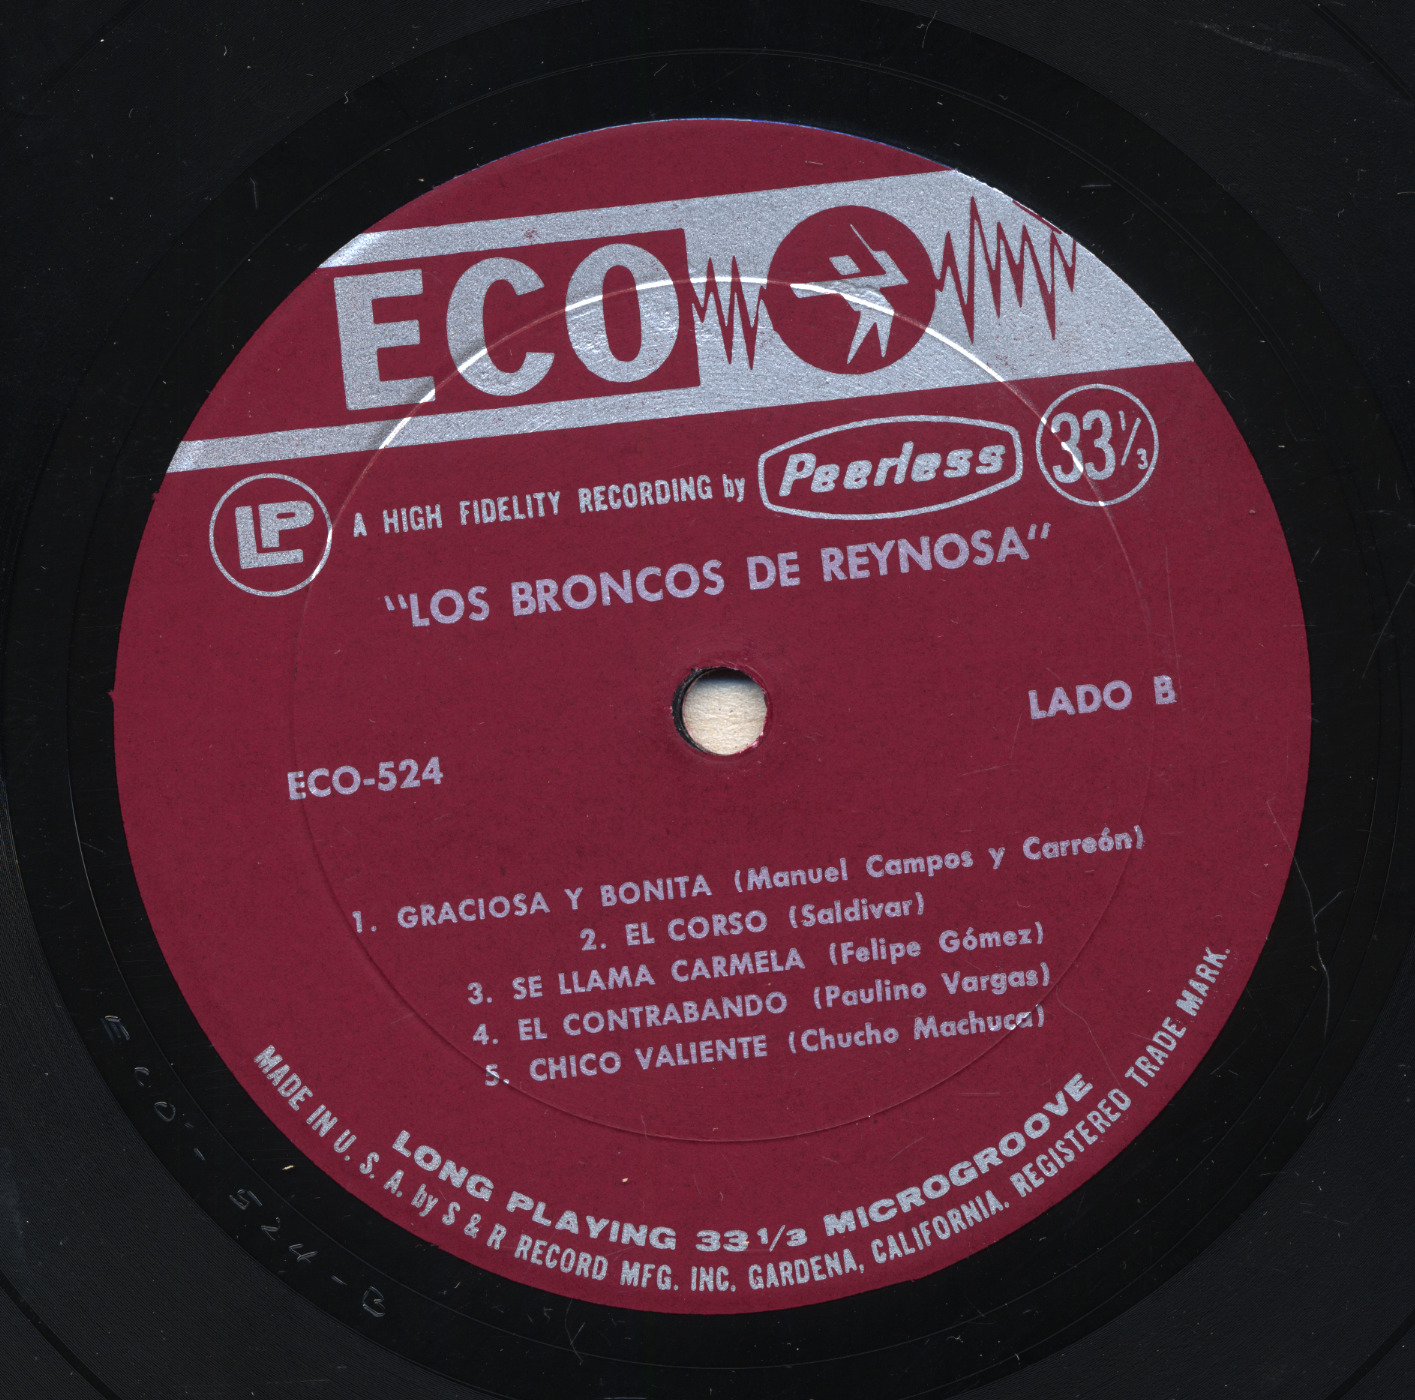 ECO
LP A HIGH FIDELITY RECORDING by Peerless 33 1/3
"LOS BRONCOS DE REYNOSA"
LADO B
ECO-524
1. GRACIOSA Y BONITA (Manuel Campos y Carreón)
2. EL CORSO (Saldivar)
3. SE LLAMA CARMELA (Felipe Gómez)
4. EL CONTRABANDO (Paulino Vargas)
5. CHICO VALIENTE (Chucho Machuca)
LONG PLAYING 33 1/3 MICROGROOVE
MADE IN U. S. A. by S & R RECORD MFG. INC. GARDENA, CALIFORNIA. REGISTERED TRADE MARK.
ECO-524-B